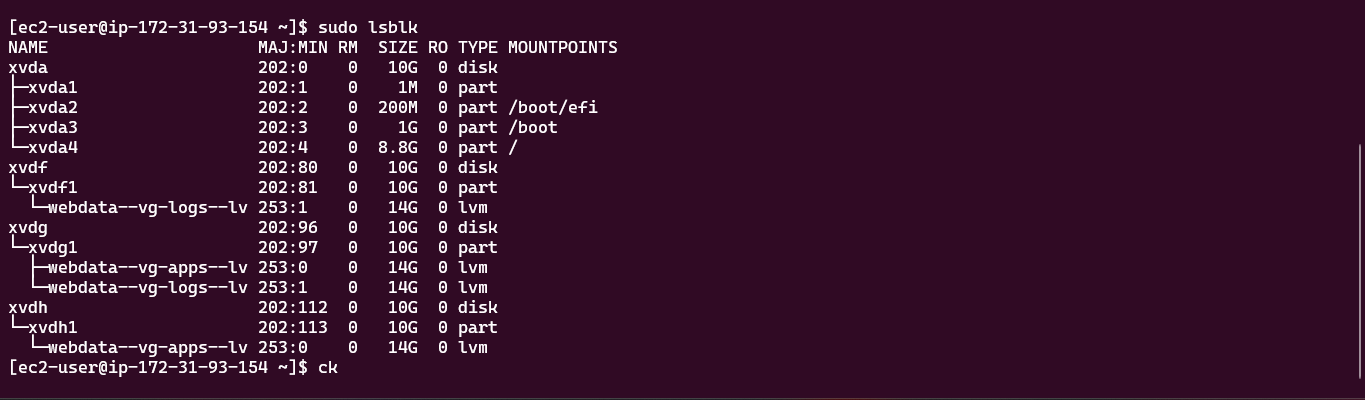 [ec2-user@ip-172-31-93-154 ~]$ sudo lsblk
NAME                     MAJ:MIN RM  SIZE RO TYPE MOUNTPOINTS
xvda                     202:0    0   10G  0 disk
├─xvda1                  202:1    0    1M  0 part
├─xvda2                  202:2    0  200M  0 part /boot/efi
├─xvda3                  202:3    0    1G  0 part /boot
└─xvda4                  202:4    0  8.8G  0 part /
xvdf                     202:80   0   10G  0 disk
└─xvdf1                  202:81   0   10G  0 part
  └─webdata--vg-logs--lv 253:1    0   14G  0 lvm
xvdg                     202:96   0   10G  0 disk
└─xvdg1                  202:97   0   10G  0 part
  ├─webdata--vg-apps--lv 253:0    0   14G  0 lvm
  └─webdata--vg-logs--lv 253:1    0   14G  0 lvm
xvdh                     202:112  0   10G  0 disk
└─xvdh1                  202:113  0   10G  0 part
  └─webdata--vg-apps--lv 253:0    0   14G  0 lvm
[ec2-user@ip-172-31-93-154 ~]$ ck